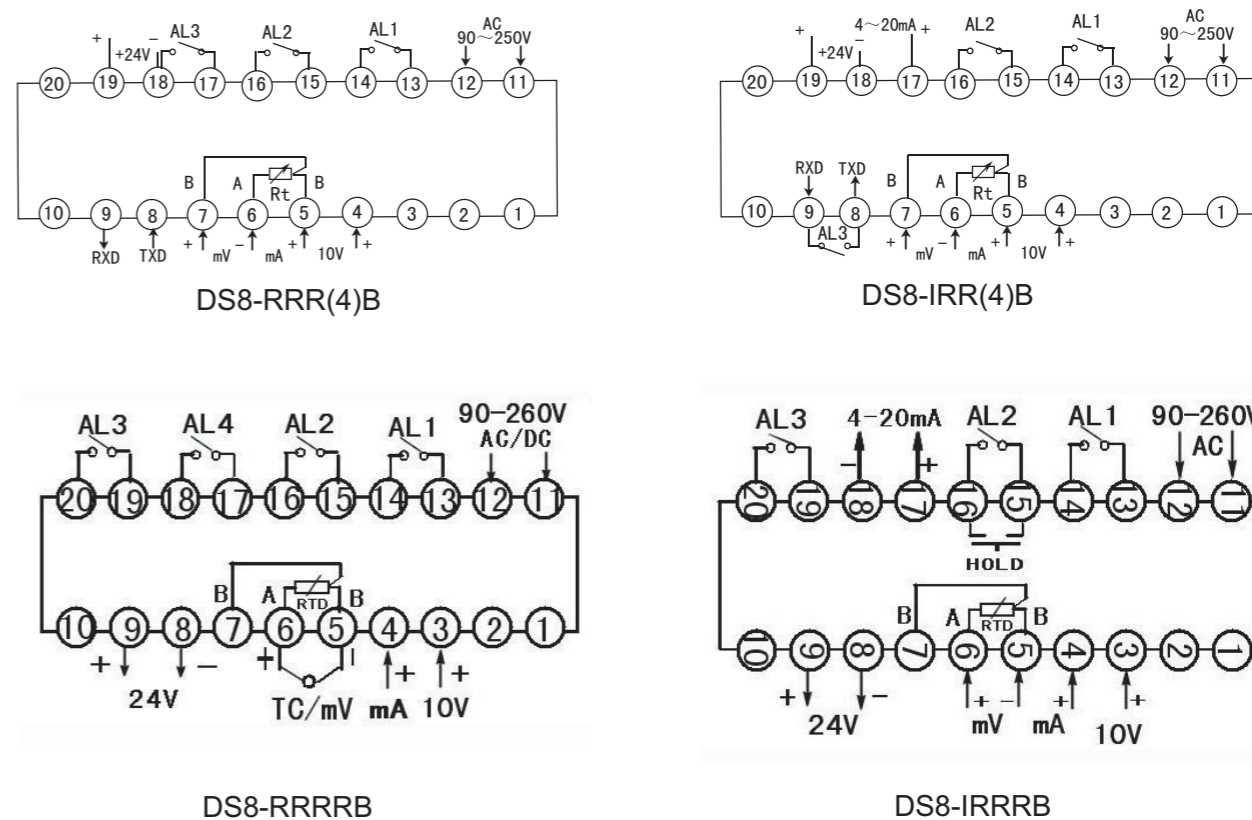 AL3 AL2 AL1 AC
90～250V
+ +24V −
20 19 18 17 16 15 14 13 12 11
B A Rt B
10 9 8 7 6 5 4 3 2 1
RXD TXD + mV − mA + 10V +
DS8-RRR(4)B
4～20mA AL2 AL1 AC
90～250V
+ +24V − +
20 19 18 17 16 15 14 13 12 11
RXD TXD B A Rt B
10 9 8 7 6 5 4 3 2 1
AL3 + mV − mA + 10V +
DS8-IRR(4)B
AL3 AL4 AL2 AL1 90-260V
AC/DC
20 19 18 17 16 15 14 13 12 11
B A RTD B
10 9 8 7 6 5 4 3 2 1
+ − + − + +
24V TC/mV mA 10V
DS8-RRRRB
AL3 4-20mA AL2 AL1 90-260V
AC
− +
20 19 18 17 16 15 14 13 12 11
HOLD
B A RTD B
10 9 8 7 6 5 4 3 2 1
+ − + − + +
24V mV mA 10V
DS8-IRRRB